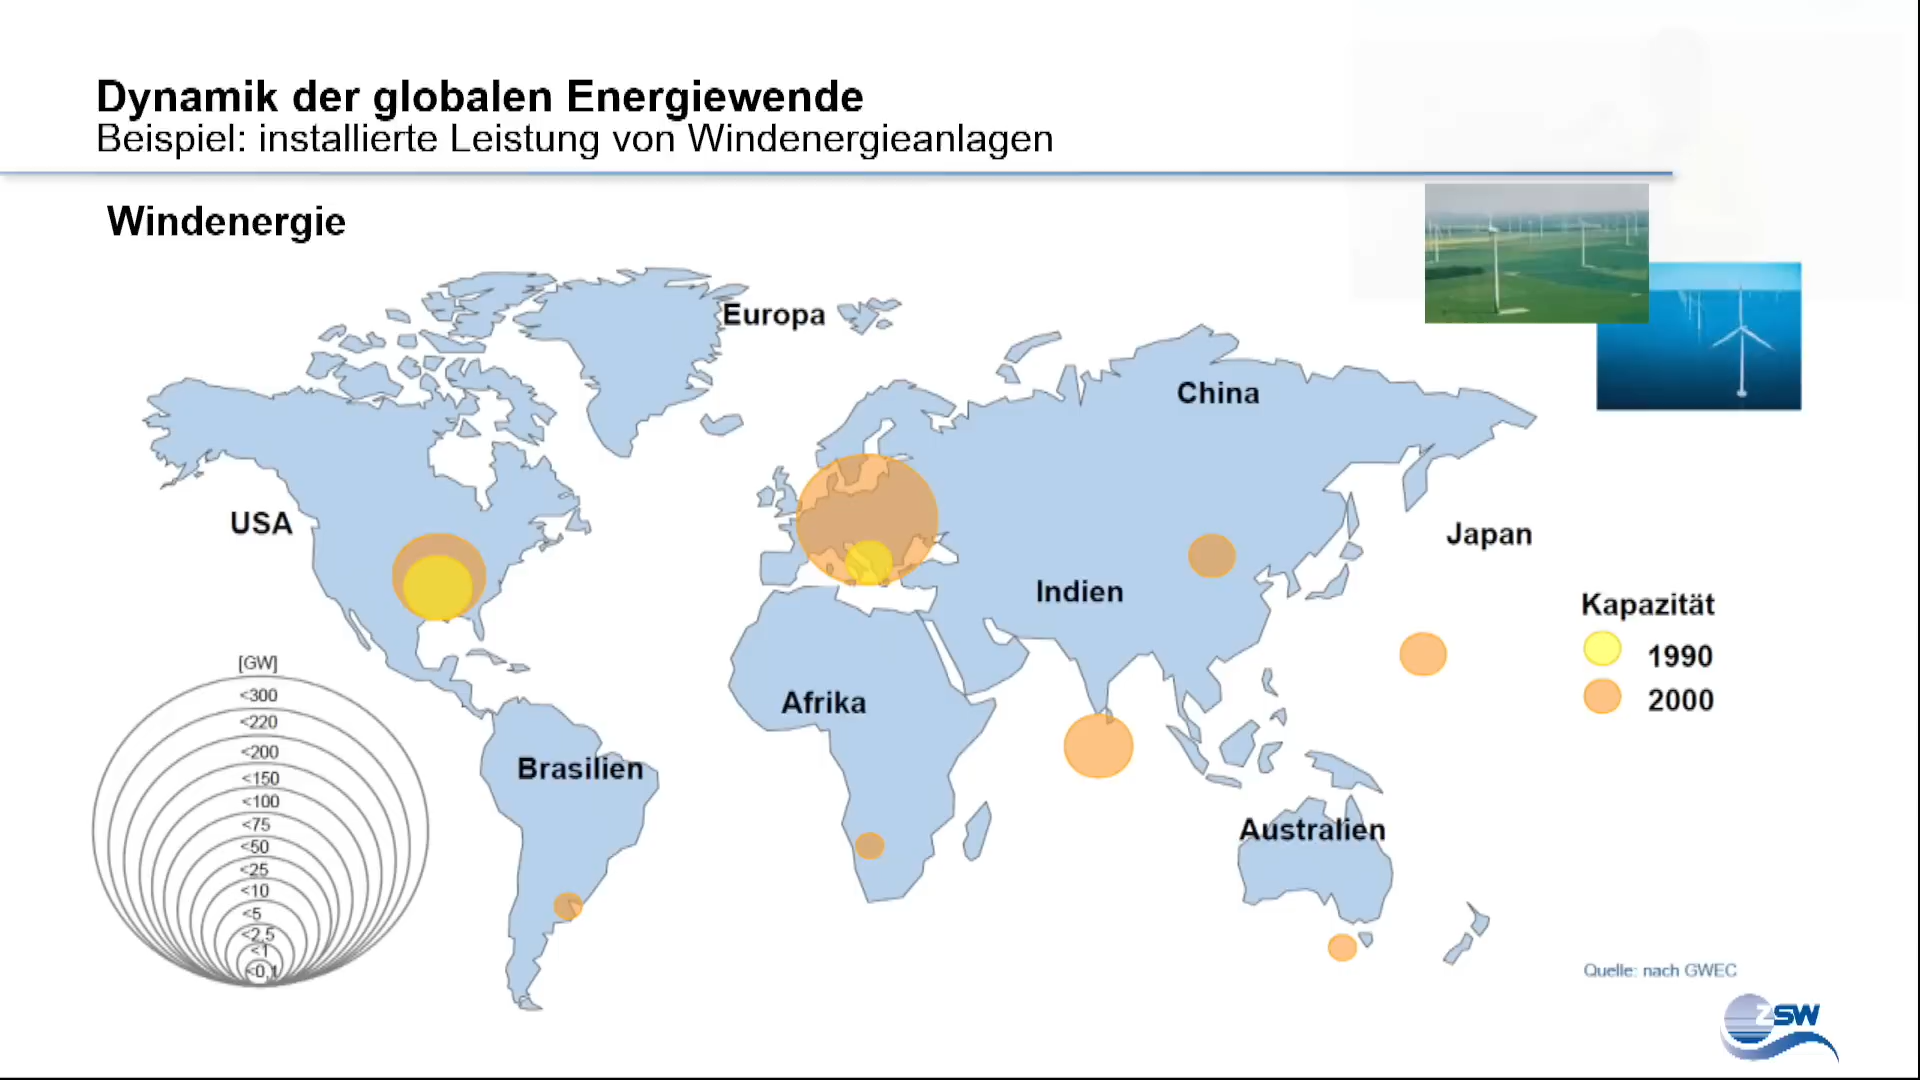 Dynamik der globalen Energiewende
Beispiel: installierte Leistung von Windenergieanlagen
Windenergie
Europa
China
USA
Japan
Indien
Kapazität
1990
2000
Afrika
Brasilien
Australien
[GW]
<300
<220
<200
<150
<100
<75
<50
<25
<10
<5
<2,5
<1
<0,1
Quelle: nach GWEC
ZSW